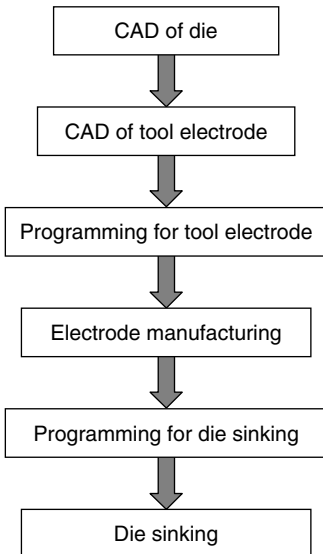 CAD of die
CAD of tool electrode
Programming for tool electrode
Electrode manufacturing
Programming for die sinking
Die sinking